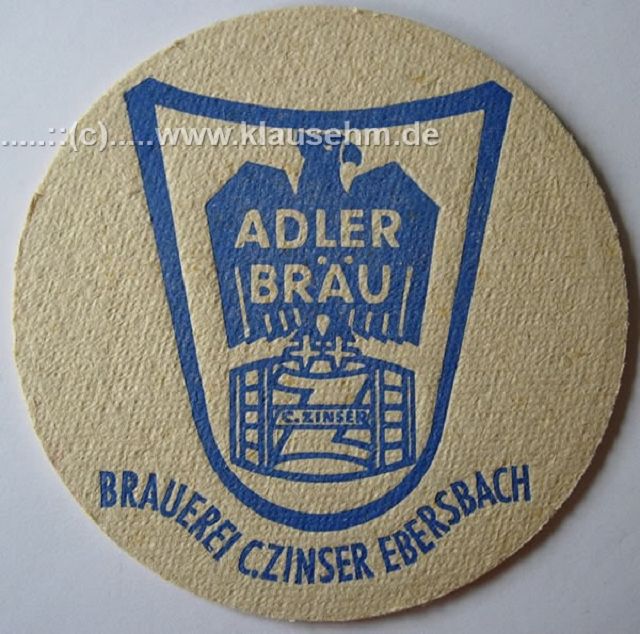 .....::(c).....www.klausehm.de
ADLER
BRÄU
C.ZINSER
BRAUEREI C.ZINSER EBERSBACH